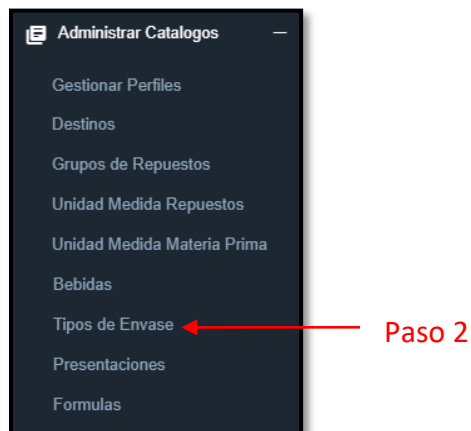 Administrar Catalogos
Gestionar Perfiles
Destinos
Grupos de Repuestos
Unidad Medida Repuestos
Unidad Medida Materia Prima
Bebidas
Tipos de Envase
Paso 2
Presentaciones
Formulas